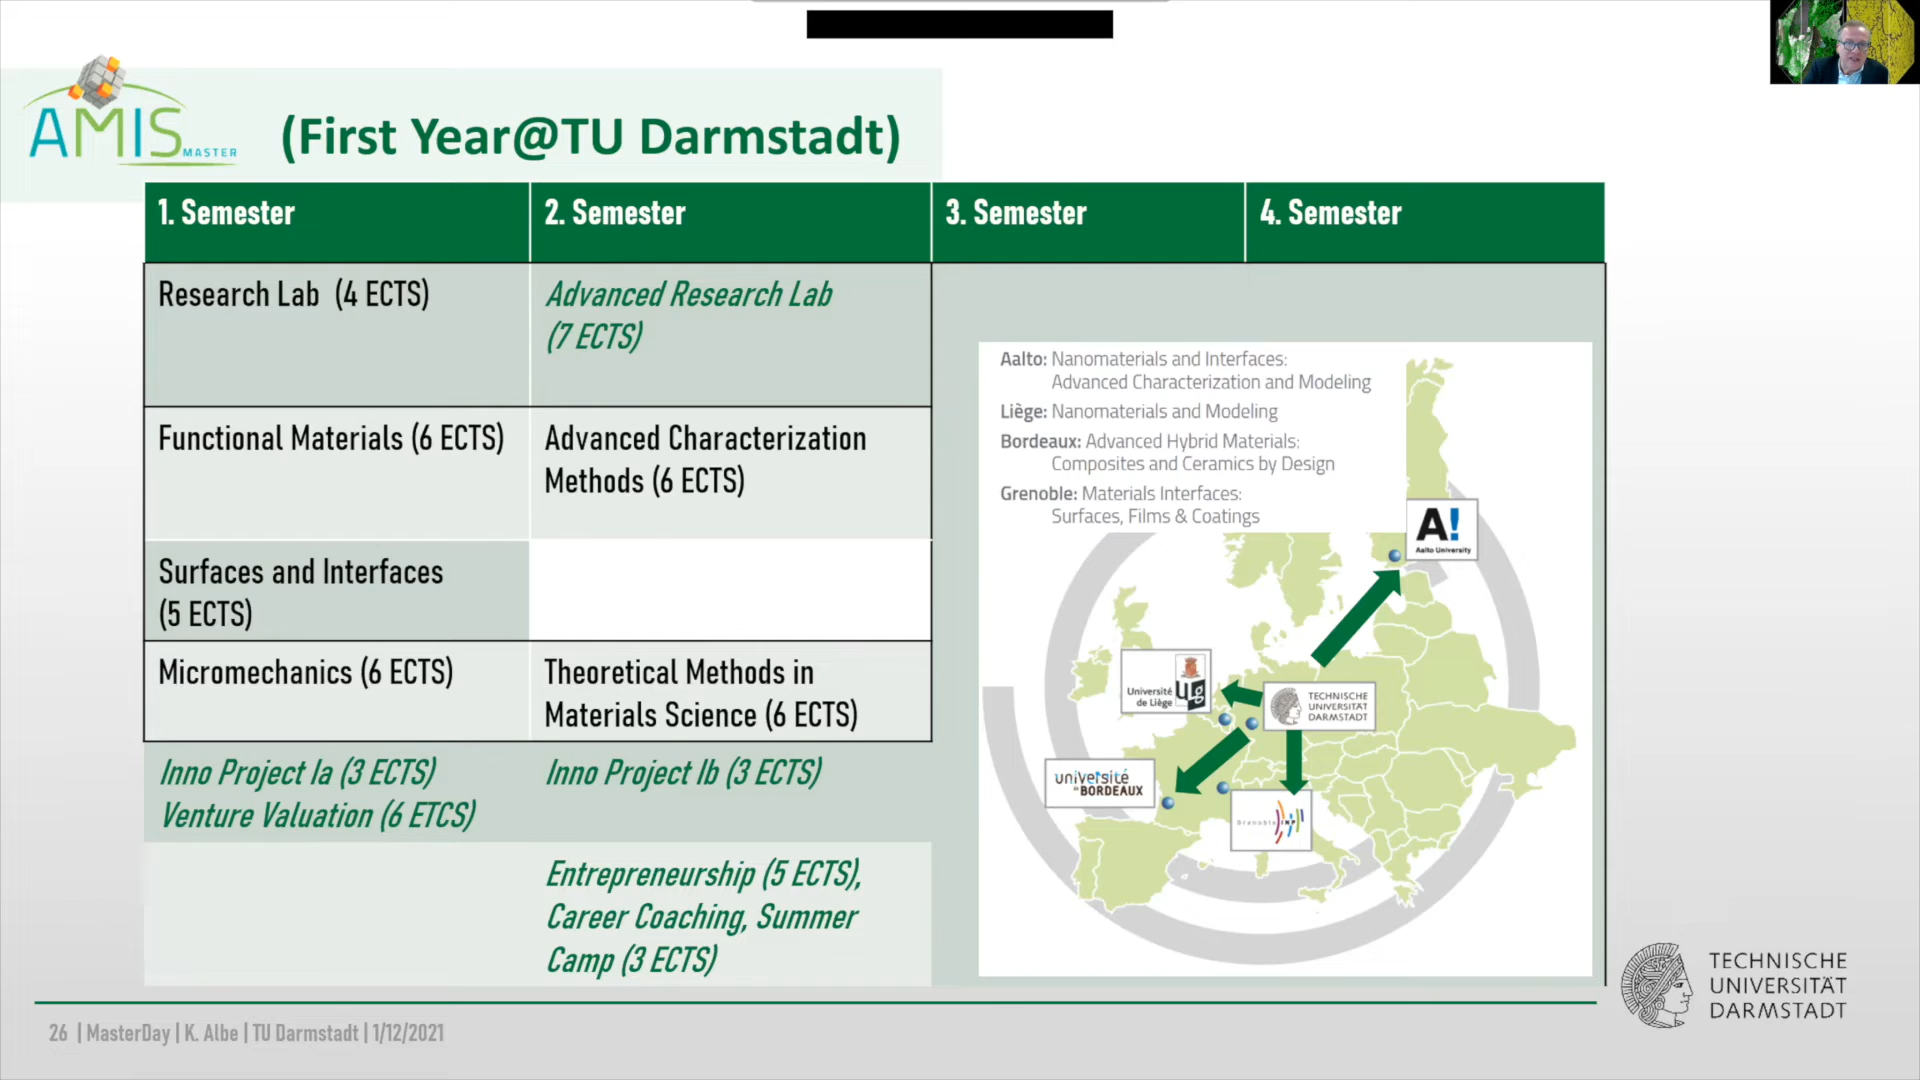 AMIS
MASTER
(First Year@TU Darmstadt)
1. Semester
2. Semester
3. Semester
4. Semester
Research Lab (4 ECTS)
Advanced Research Lab
(7 ECTS)
Functional Materials (6 ECTS)
Advanced Characterization
Methods (6 ECTS)
Surfaces and Interfaces
(5 ECTS)
Micromechanics (6 ECTS)
Theoretical Methods in
Materials Science (6 ECTS)
Inno Project Ia (3 ECTS)
Venture Valuation (6 ETCS)
Inno Project Ib (3 ECTS)
Entrepreneurship (5 ECTS),
Career Coaching, Summer
Camp (3 ECTS)
Aalto: Nanomaterials and Interfaces:
Advanced Characterization and Modeling
Liège: Nanomaterials and Modeling
Bordeaux: Advanced Hybrid Materials:
Composites and Ceramics by Design
Grenoble: Materials Interfaces:
Surfaces, Films & Coatings
A!
Aalto University
Université
de Liège
ULg
TECHNISCHE
UNIVERSITÄT
DARMSTADT
université
de BORDEAUX
Grenoble INP
TECHNISCHE
UNIVERSITÄT
DARMSTADT
26 | MasterDay | K. Albe | TU Darmstadt | 1/12/2021